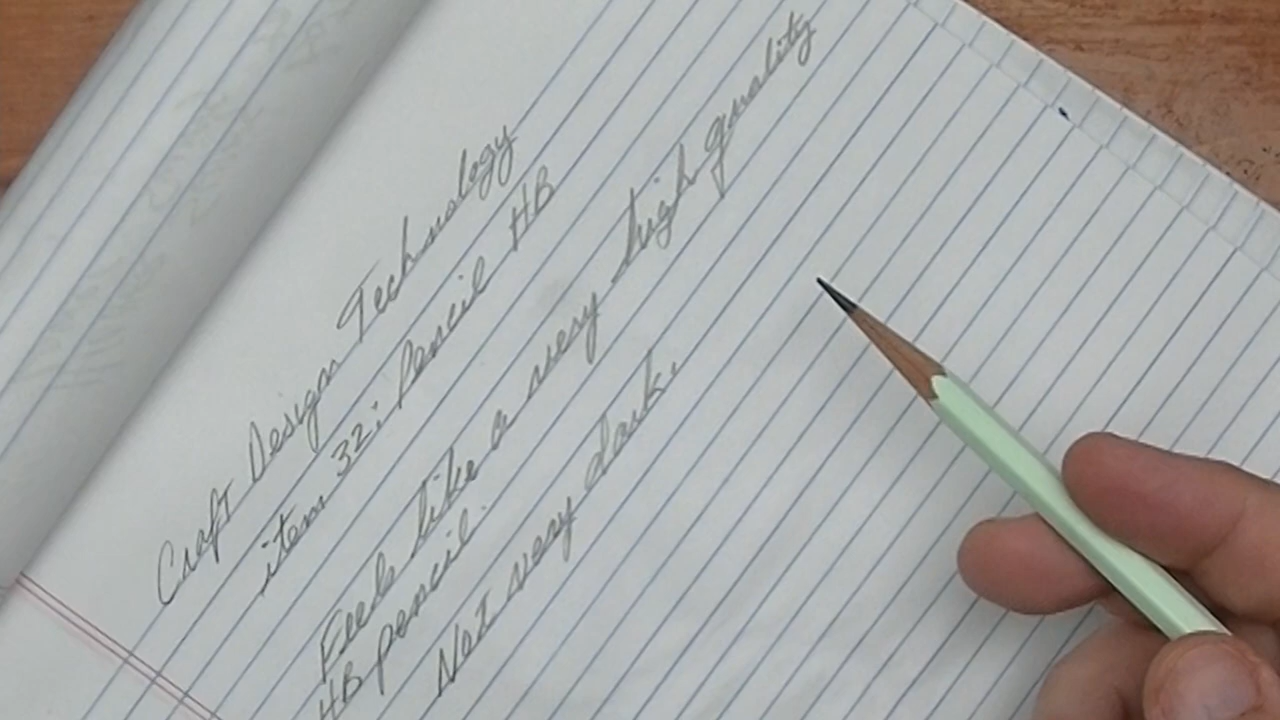 Craft Design Technology
item 32: Pencil HB
Feels like a very high quality
HB pencil.
Not very dark.